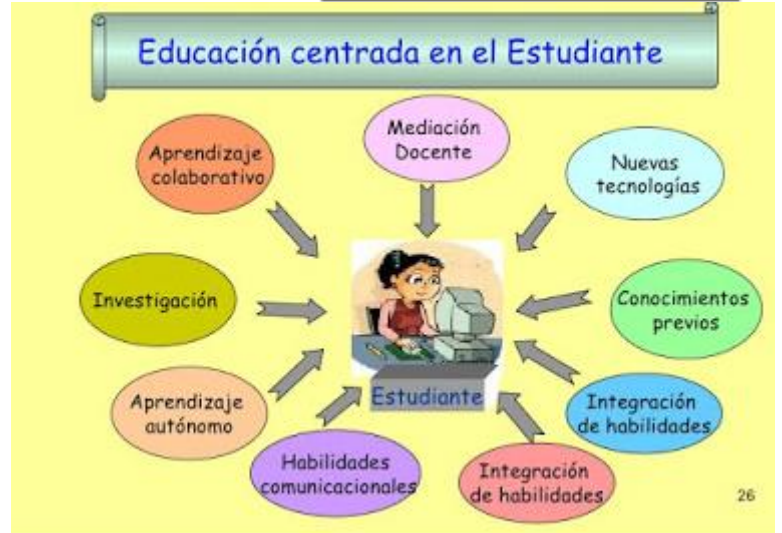 Educación centrada en el Estudiante
Mediación
Docente
Aprendizaje
colaborativo
Nuevas
tecnologías
Investigación
Conocimientos
previos
Aprendizaje
autónomo
Estudiante
Integración
de habilidades
Habilidades
comunicacionales
Integración
de habilidades
26